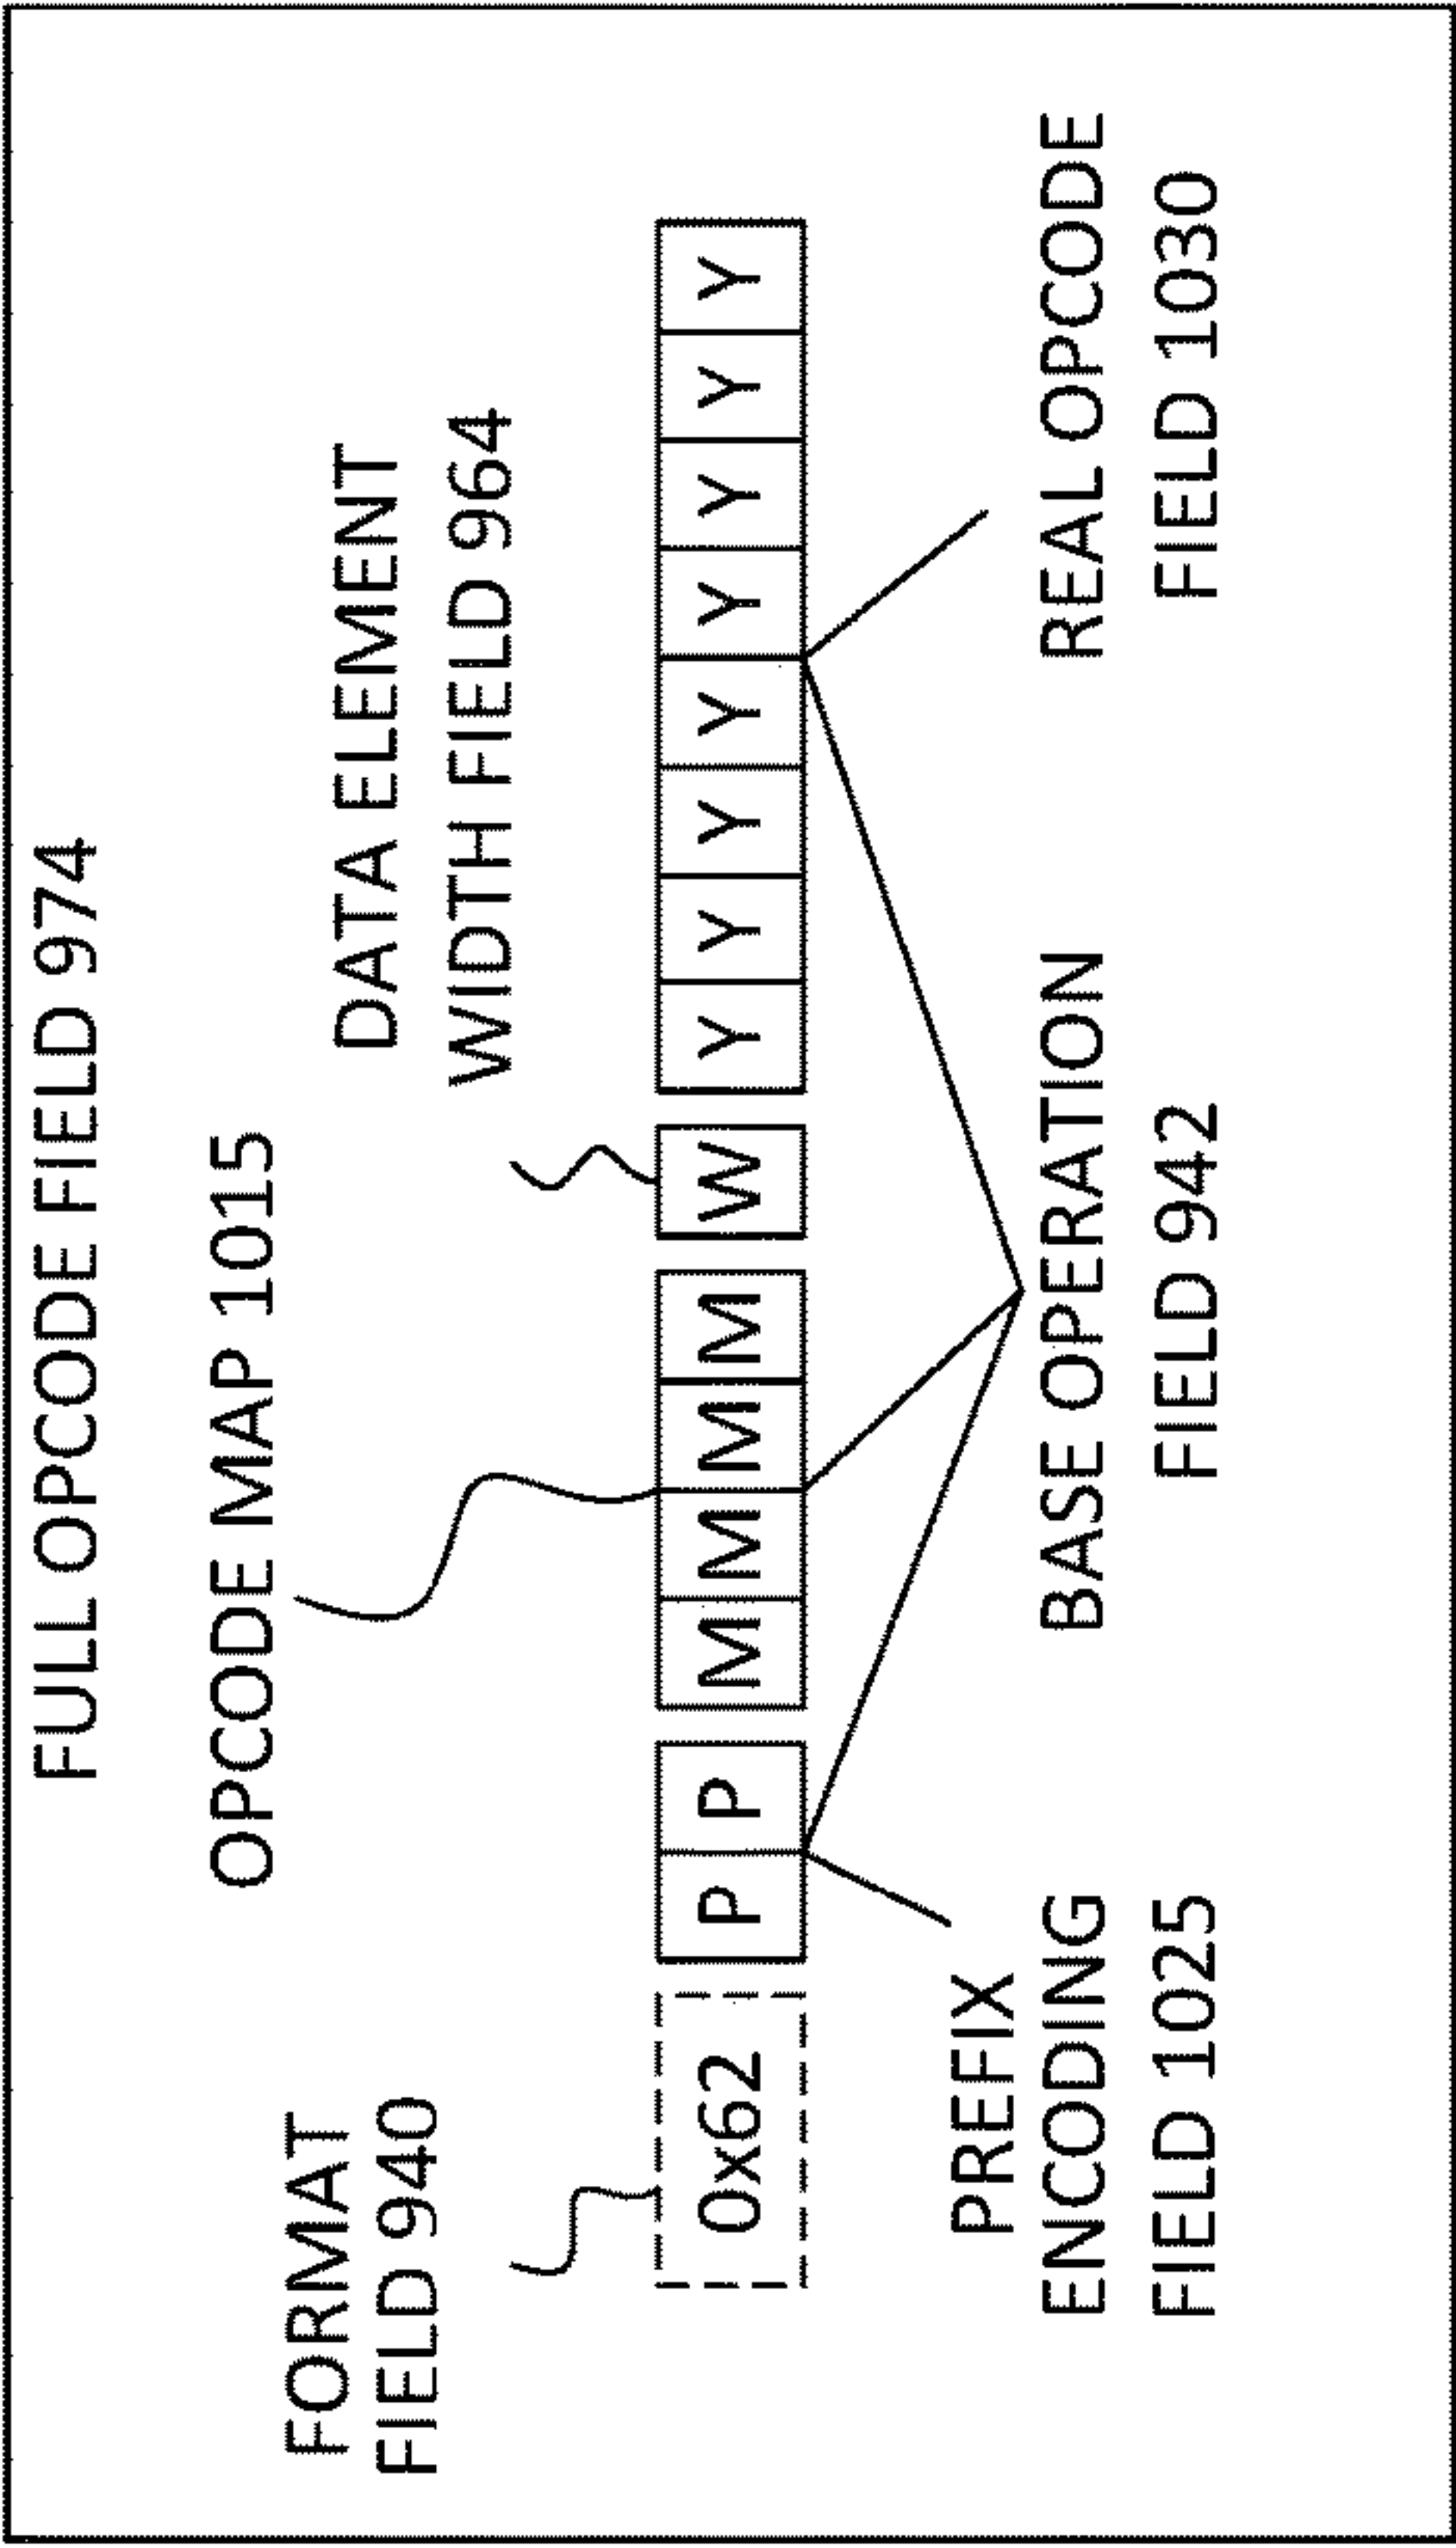 FULL OPCODE FIELD 974
OPCODE MAP 1015
FORMAT
FIELD 940
DATA ELEMENT
WIDTH FIELD 964
0x62 P P M M M M W Y Y Y Y Y Y Y Y
PREFIX
ENCODING
FIELD 1025
BASE OPERATION
FIELD 942
REAL OPCODE
FIELD 1030